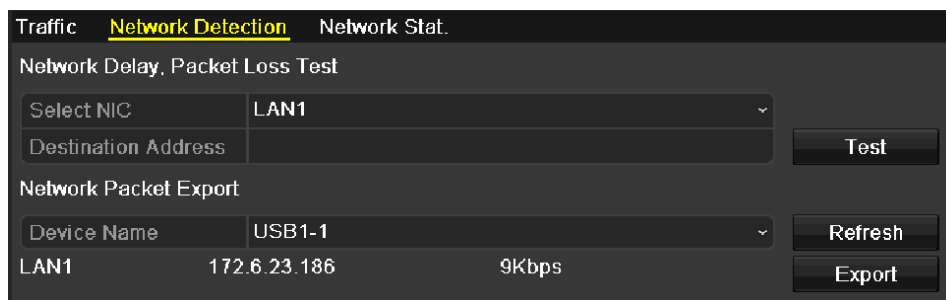 Traffic Network Detection Network Stat.
Network Delay, Packet Loss Test
Select NIC LAN1
Destination Address Test
Network Packet Export
Device Name USB1-1 Refresh
LAN1 172.6.23.186 9Kbps Export